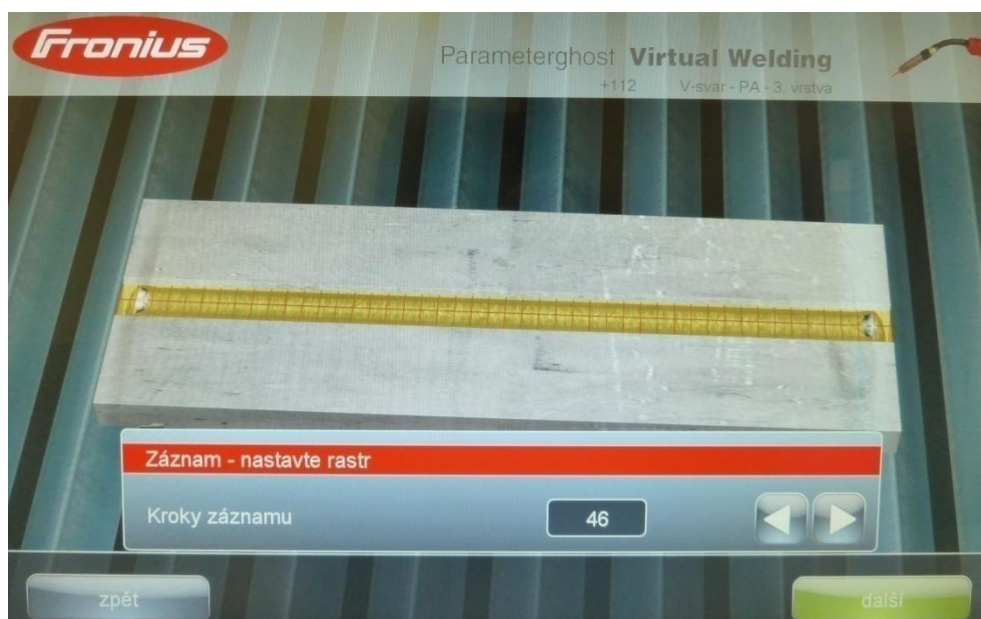 Fronius
Parameterghost Virtual Welding
+112 V-svar - PA - 3. vrstva
Záznam - nastavte rastr
Kroky záznamu 46
zpět
další